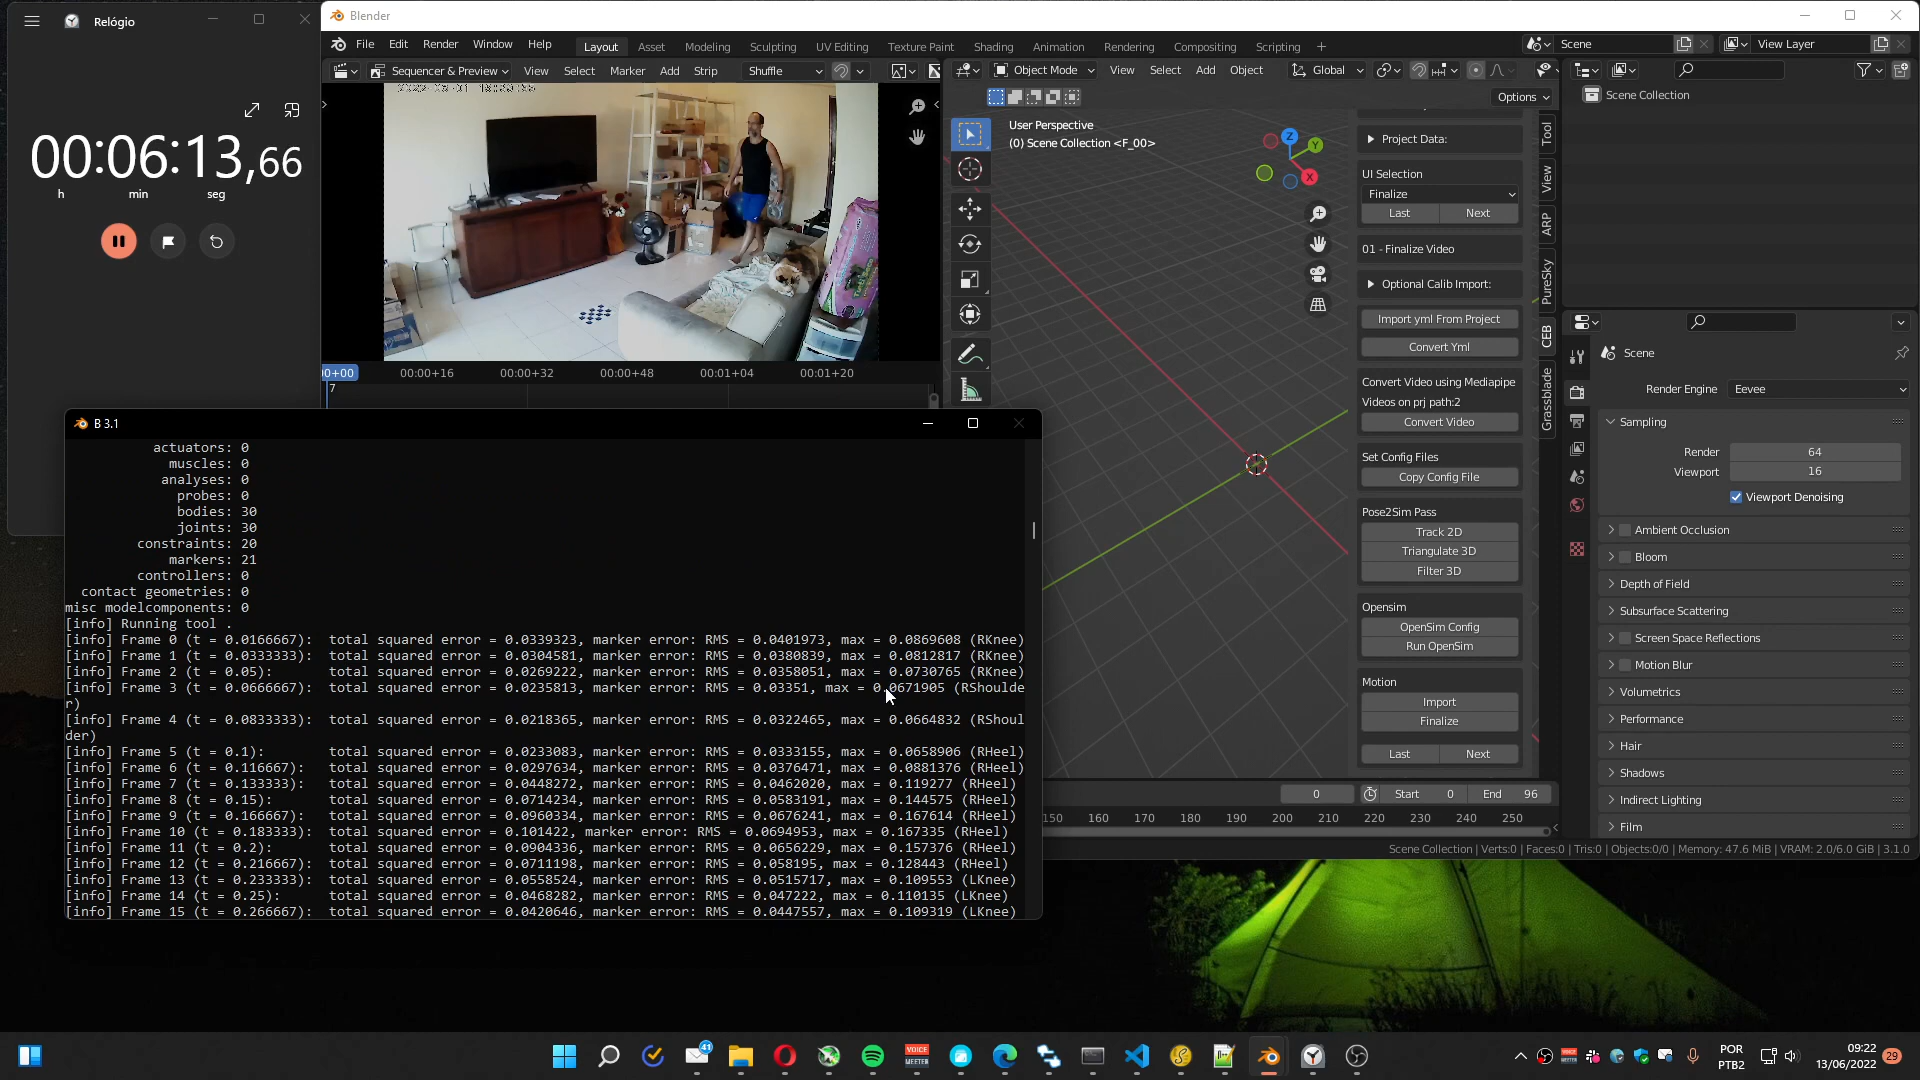 Relógio
00:06:13,66
h min seg
Blender
File Edit Render Window Help
Layout Asset Modeling Sculpting UV Editing Texture Paint Shading Animation Rendering Compositing Scripting +
Scene
View Layer
Sequencer & Preview View Select Marker Add Strip Shuffle
00+00 00:00+16 00:00+32 00:00+48 00:01+04 00:01+20
7
Object Mode View Select Add Object Global
Options
User Perspective
(0) Scene Collection <F_00>
Z
Y
X
Project Data:
UI Selection
Finalize
Last Next
01 - Finalize Video
Optional Calib Import:
Import yml From Project
Convert Yml
Convert Video using Mediapipe
Videos on prj path:2
Convert Video
Set Config Files
Copy Config File
Pose2Sim Pass
Track 2D
Triangulate 3D
Filter 3D
Opensim
OpenSim Config
Run OpenSim
Motion
Import
Finalize
Last Next
Tool
View
ARP
PureSky
CEB
Grassblade
0 Start 0 End 96
150 160 170 180 190 200 210 220 230 240 250
Scene Collection
Scene
Render Engine Eevee
Sampling
Render 64
Viewport 16
Viewport Denoising
Ambient Occlusion
Bloom
Depth of Field
Subsurface Scattering
Screen Space Reflections
Motion Blur
Volumetrics
Performance
Hair
Shadows
Indirect Lighting
Film
Scene Collection | Verts:0 | Faces:0 | Tris:0 | Objects:0/0 | Memory: 47.6 MiB | VRAM: 2.0/6.0 GiB | 3.1.0
B 3.1
actuators: 0
muscles: 0
analyses: 0
probes: 0
bodies: 30
joints: 30
constraints: 20
markers: 21
controllers: 0
contact geometries: 0
misc modelcomponents: 0
[info] Running tool .
[info] Frame 0 (t = 0.0166667): total squared error = 0.0339323, marker error: RMS = 0.0401973, max = 0.0869608 (RKnee)
[info] Frame 1 (t = 0.0333333): total squared error = 0.0304581, marker error: RMS = 0.0380839, max = 0.0812817 (RKnee)
[info] Frame 2 (t = 0.05): total squared error = 0.0269222, marker error: RMS = 0.0358051, max = 0.0730765 (RKnee)
[info] Frame 3 (t = 0.0666667): total squared error = 0.0235813, marker error: RMS = 0.03351, max = 0.0671905 (RShoulde
r)
[info] Frame 4 (t = 0.0833333): total squared error = 0.0218365, marker error: RMS = 0.0322465, max = 0.0664832 (RShoul
der)
[info] Frame 5 (t = 0.1): total squared error = 0.0233083, marker error: RMS = 0.0333155, max = 0.0658906 (RHeel)
[info] Frame 6 (t = 0.116667): total squared error = 0.0297634, marker error: RMS = 0.0376471, max = 0.0881376 (RHeel)
[info] Frame 7 (t = 0.133333): total squared error = 0.0448272, marker error: RMS = 0.0462020, max = 0.119277 (RHeel)
[info] Frame 8 (t = 0.15): total squared error = 0.0714234, marker error: RMS = 0.0583191, max = 0.144575 (RHeel)
[info] Frame 9 (t = 0.166667): total squared error = 0.0960334, marker error: RMS = 0.0676241, max = 0.167614 (RHeel)
[info] Frame 10 (t = 0.183333): total squared error = 0.101422, marker error: RMS = 0.0694953, max = 0.167335 (RHeel)
[info] Frame 11 (t = 0.2): total squared error = 0.0904336, marker error: RMS = 0.0656229, max = 0.157376 (RHeel)
[info] Frame 12 (t = 0.216667): total squared error = 0.0711198, marker error: RMS = 0.058195, max = 0.128443 (RHeel)
[info] Frame 13 (t = 0.233333): total squared error = 0.0558524, marker error: RMS = 0.0515717, max = 0.109553 (LKnee)
[info] Frame 14 (t = 0.25): total squared error = 0.0468282, marker error: RMS = 0.047222, max = 0.110135 (LKnee)
[info] Frame 15 (t = 0.266667): total squared error = 0.0420646, marker error: RMS = 0.0447557, max = 0.109319 (LKnee)
41
VOICE
POR
PTB2
09:22
13/06/2022
29